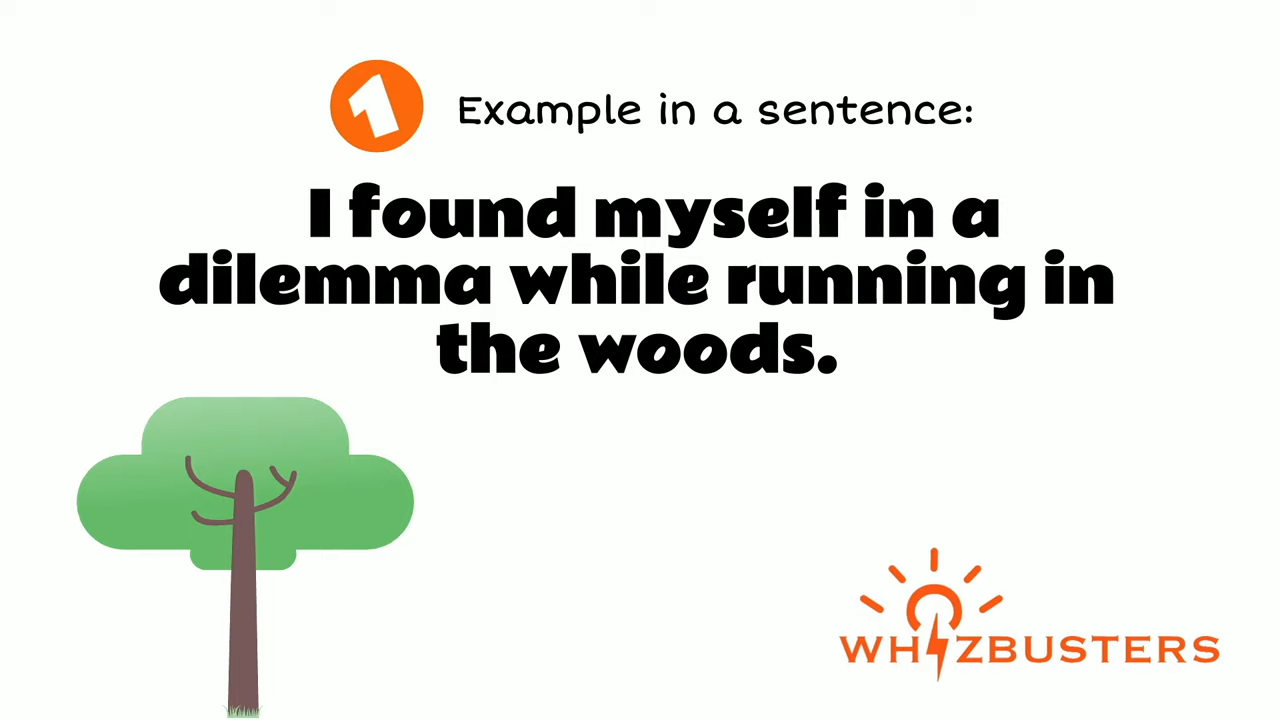 1 Example in a sentence:
I found myself in a
dilemma while running in
the woods.
WHIZBUSTERS